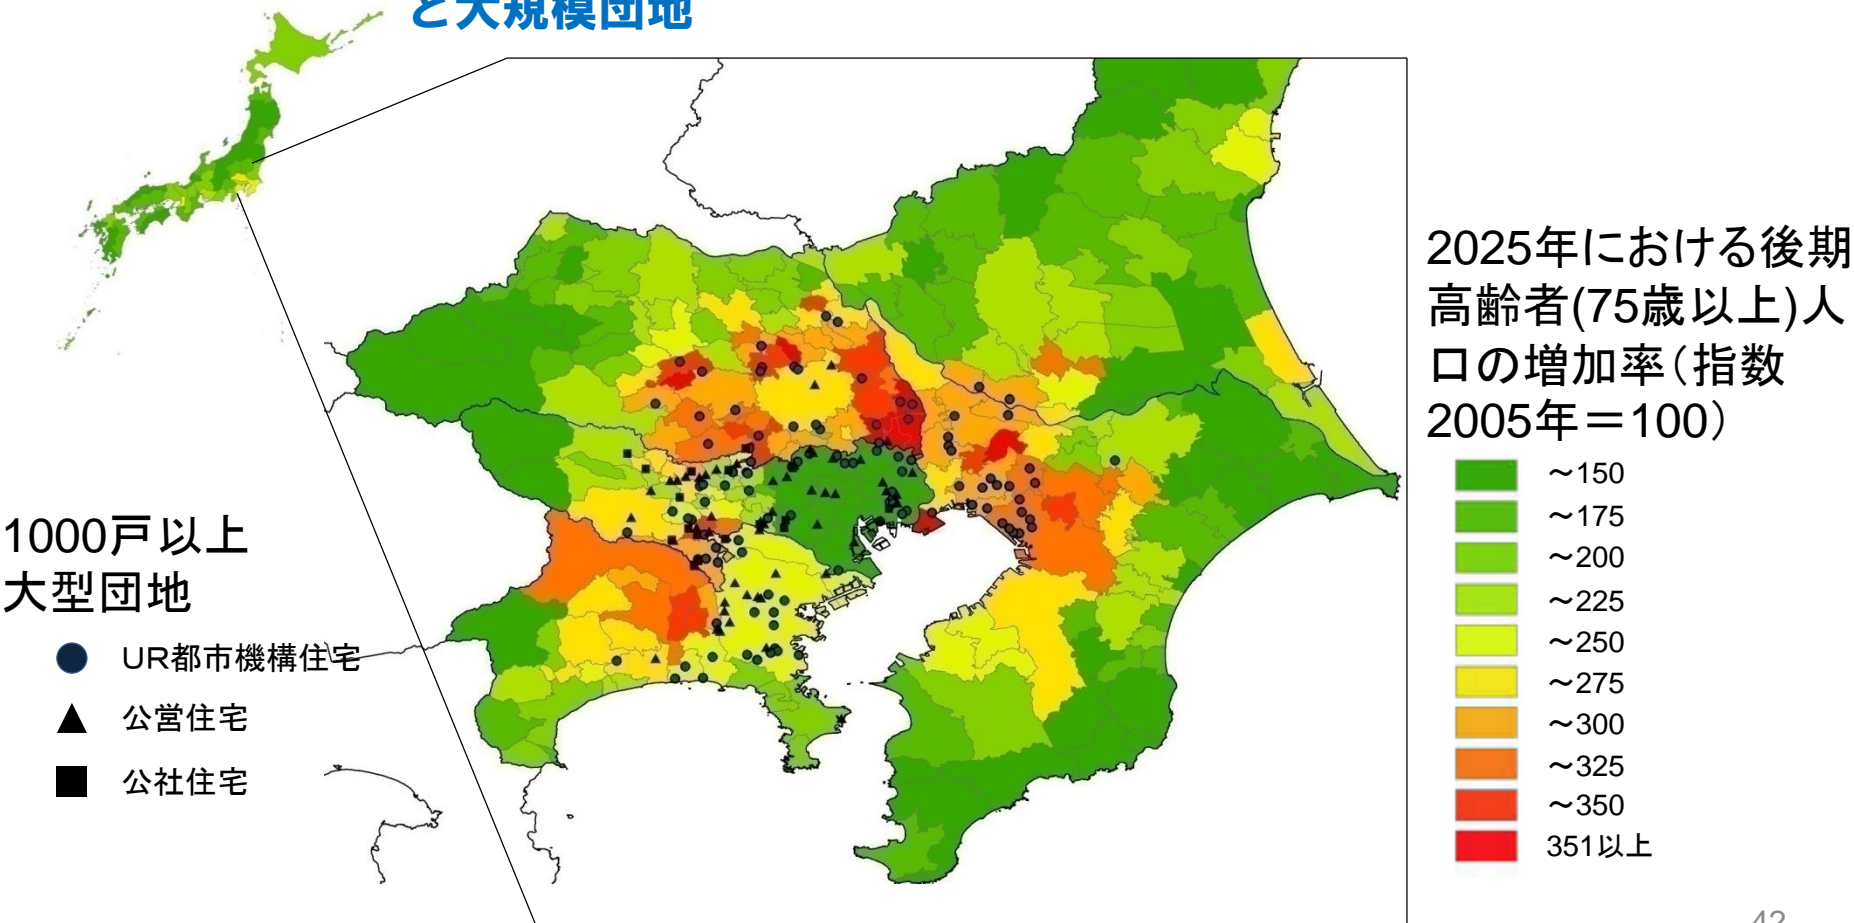 と大規模団地
2025年における後期
高齢者(75歳以上)人
口の増加率（指数
2005年＝100）
～150
～175
～200
～225
～250
～275
～300
～325
～350
351以上
1000戸以上
大型団地
UR都市機構住宅
公営住宅
公社住宅
42